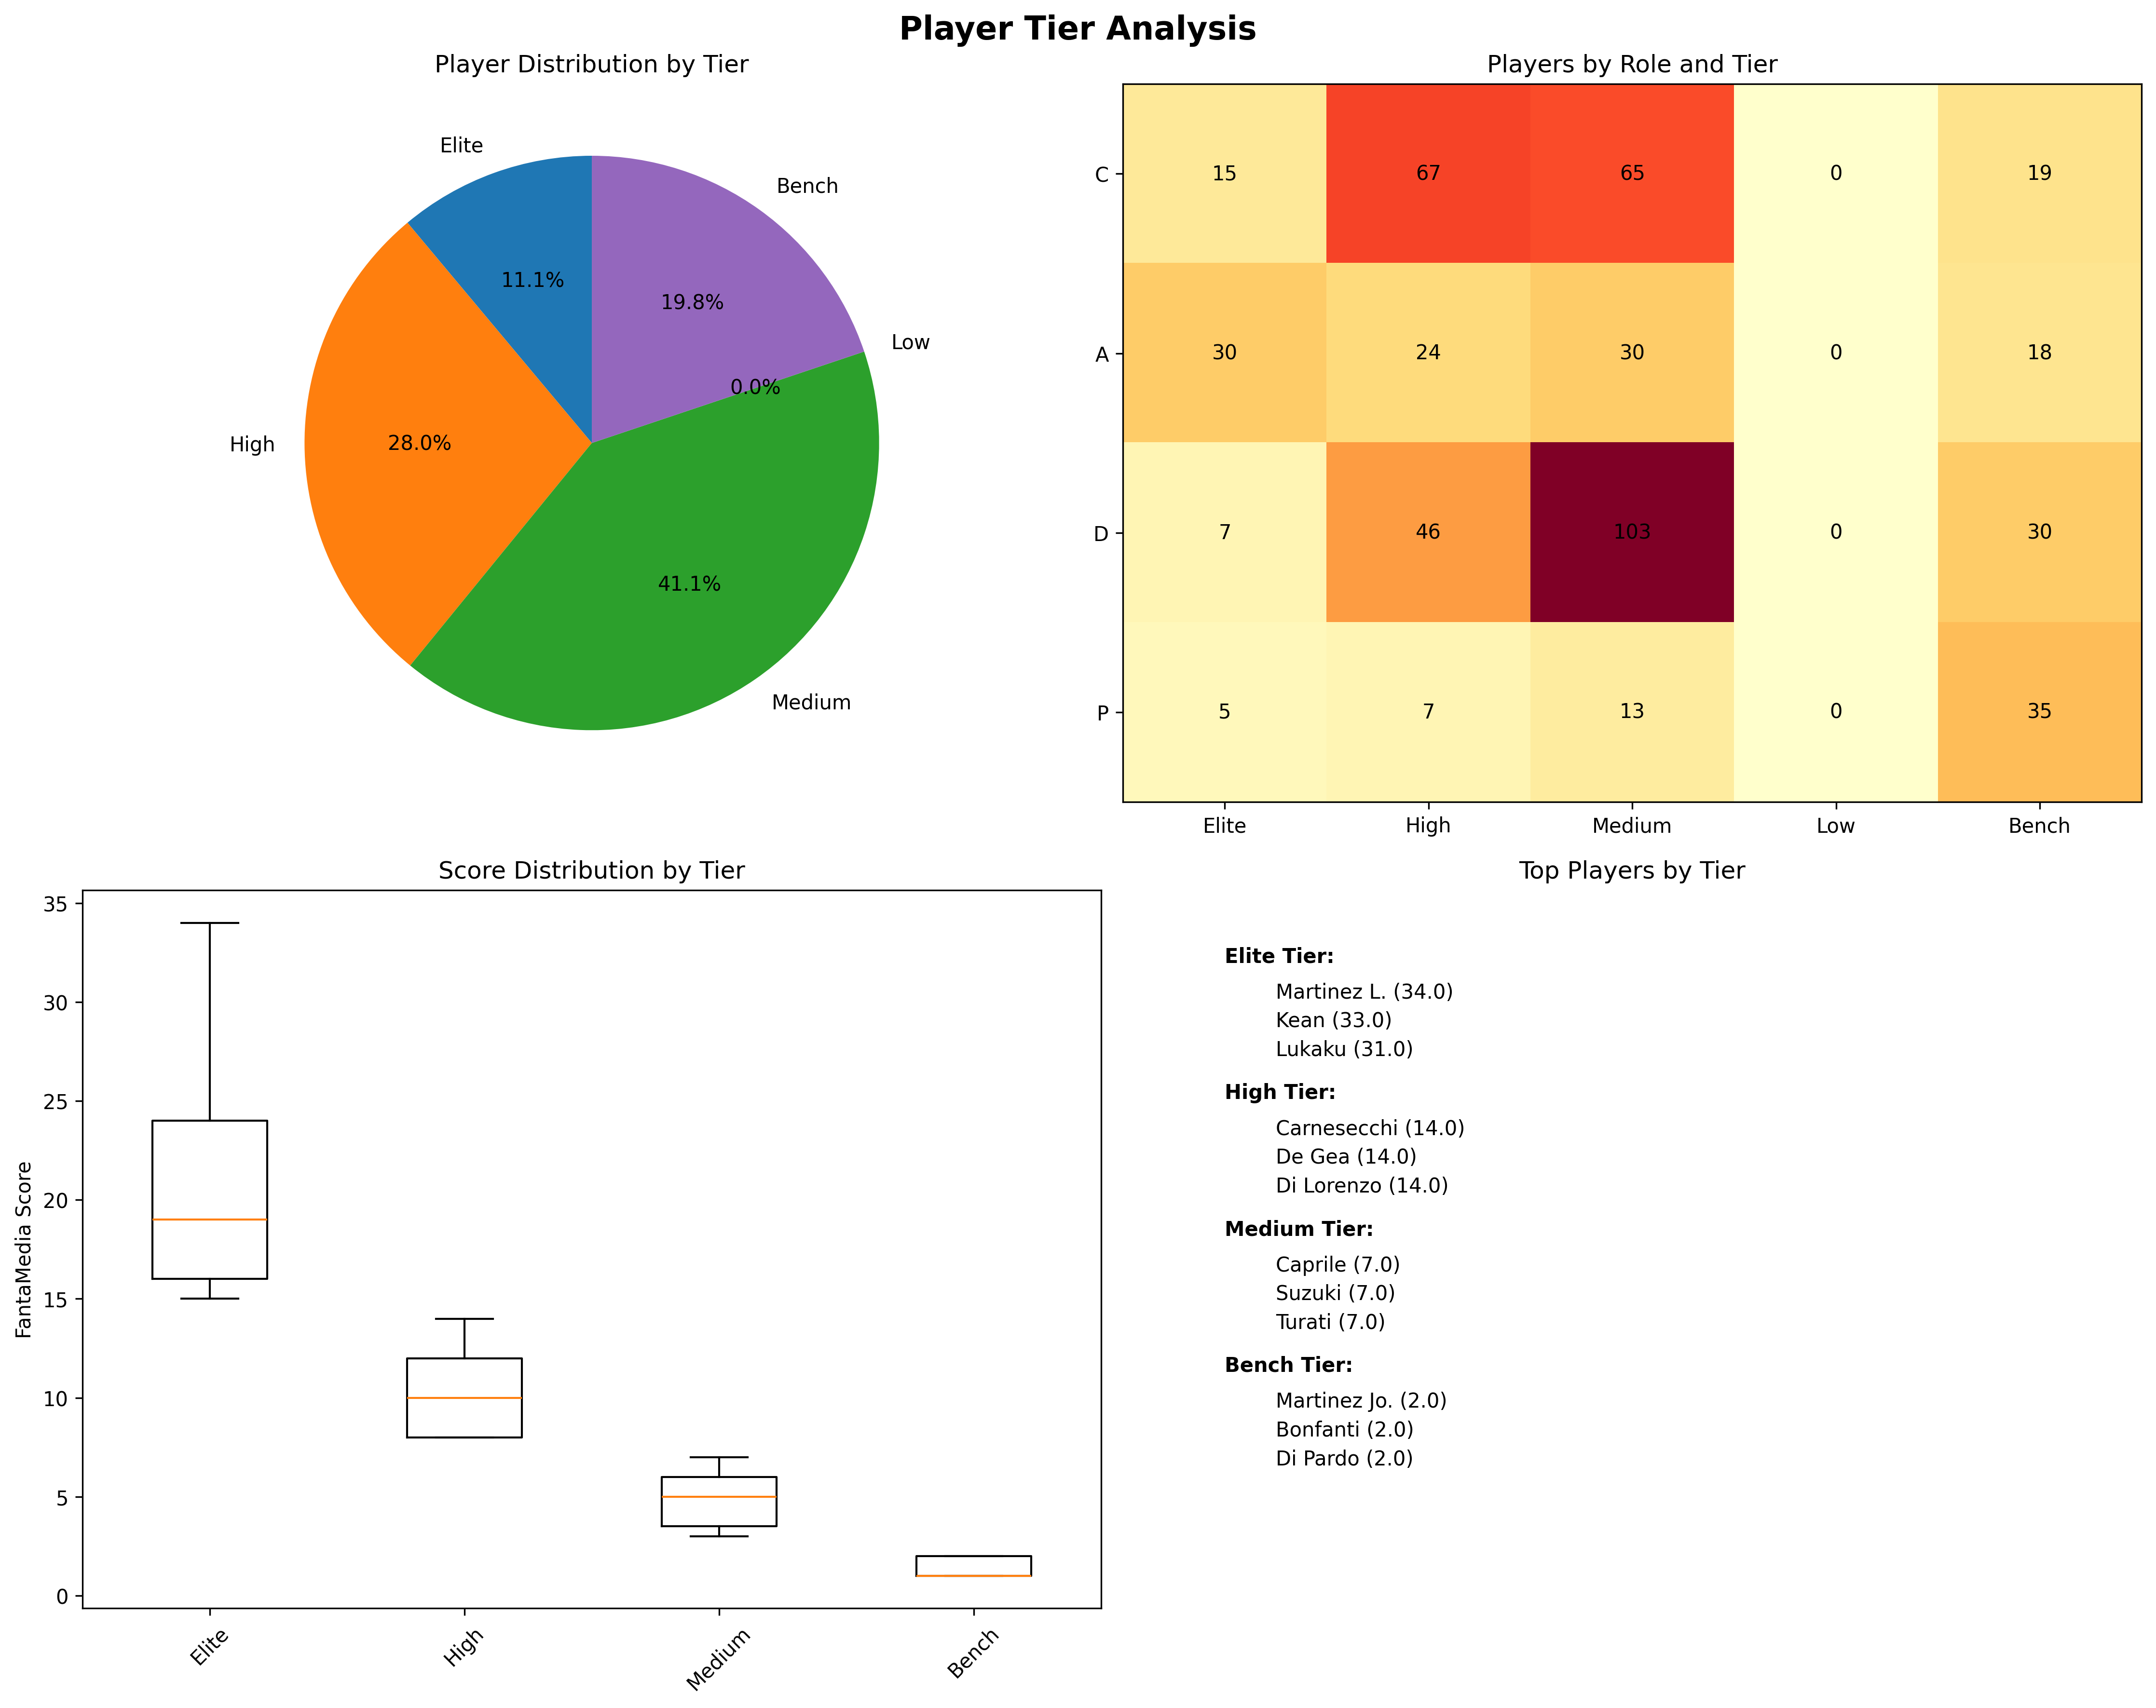 Player Tier Analysis
Player Distribution by Tier
Elite
Bench
11.1%
19.8%
Low
0.0%
High
28.0%
41.1%
Medium
Players by Role and Tier
C 15 67 65 0 19
A 30 24 30 0 18
D 7 46 103 0 30
P 5 7 13 0 35
Elite High Medium Low Bench
Score Distribution by Tier
FantaMedia Score
35
30
25
20
15
10
5
0
Elite High Medium Bench
Top Players by Tier
Elite Tier:
Martinez L. (34.0)
Kean (33.0)
Lukaku (31.0)
High Tier:
Carnesecchi (14.0)
De Gea (14.0)
Di Lorenzo (14.0)
Medium Tier:
Caprile (7.0)
Suzuki (7.0)
Turati (7.0)
Bench Tier:
Martinez Jo. (2.0)
Bonfanti (2.0)
Di Pardo (2.0)